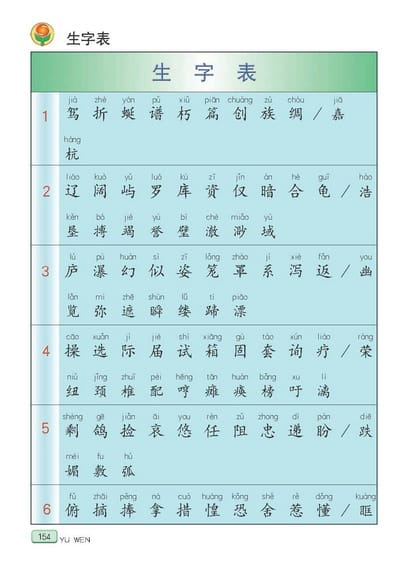 生字表
生 字 表
jià zhé yán pǔ xiǔ piān chuàng zú chóu jiā
1 驾 折 蜒 谱 朽 篇 创 族 绸 / 嘉
háng
杭
liáo kuò yǔ luó kù zī jǐn àn hé guī hào
2 辽 阔 屿 罗 库 资 仅 暗 合 龟 / 浩
kěn bó jié yù bì chè miǎo yù
垦 搏 竭 誉 璧 澈 渺 域
lú pù huàn sì zī lǒng zhào jì xiè fǎn yōu
3 庐 瀑 幻 似 姿 笼 罩 系 泻 返 / 幽
lǎn mí zhē shùn lǚ tí piāo
览 弥 遮 瞬 缕 蹄 漂
cāo xuǎn jì jiè shì xiāng gù tào xún liáo róng
4 操 选 际 届 试 箱 固 套 询 疗 / 荣
niǔ jǐng zhuī pèi hēng tān huàn bǎng xu lí
纽 颈 椎 配 哼 瘫 痪 榜 吁 漓
shèng gē jiǎn āi yōu rèn zǔ zhōng dì pàn diē
5 剩 鸽 捡 哀 悠 任 阻 忠 递 盼 / 跌
mèi fū hú
媚 敷 弧
fǔ zhāi pěng ná cuò huáng kǒng shě rě dǒng kuàng
6 俯 摘 捧 拿 措 惶 恐 舍 惹 懂 / 眶
154 YU WEN